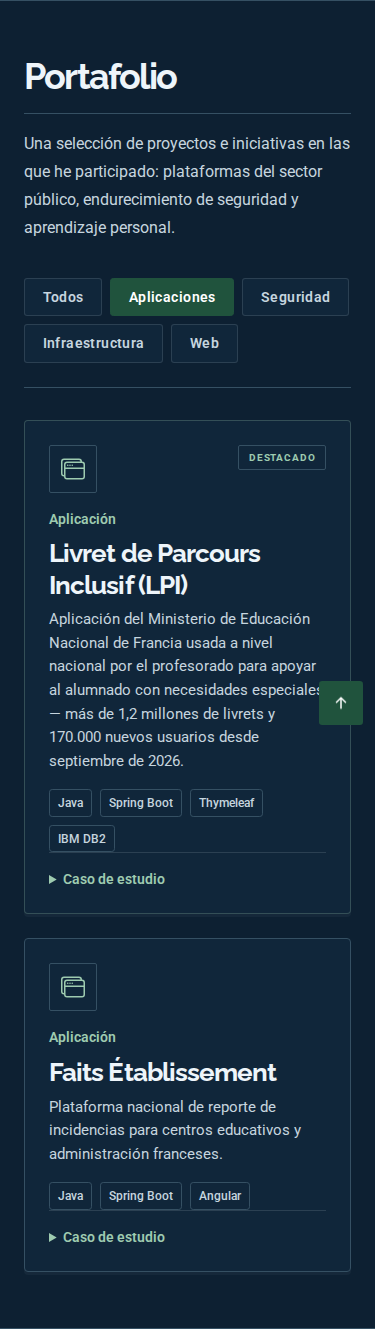 Portafolio
Una selección de proyectos e iniciativas en las
que he participado: plataformas del sector
público, endurecimiento de seguridad y
aprendizaje personal.
Todos Aplicaciones Seguridad
Infraestructura Web
DESTACADO
Aplicación
Livret de Parcours
Inclusif (LPI)
Aplicación del Ministerio de Educación
Nacional de Francia usada a nivel
nacional por el profesorado para apoyar
al alumnado con necesidades especiales
— más de 1,2 millones de livrets y
170.000 nuevos usuarios desde
septiembre de 2026.
Java Spring Boot Thymeleaf
IBM DB2
Caso de estudio
Aplicación
Faits Établissement
Plataforma nacional de reporte de
incidencias para centros educativos y
administración franceses.
Java Spring Boot Angular
Caso de estudio